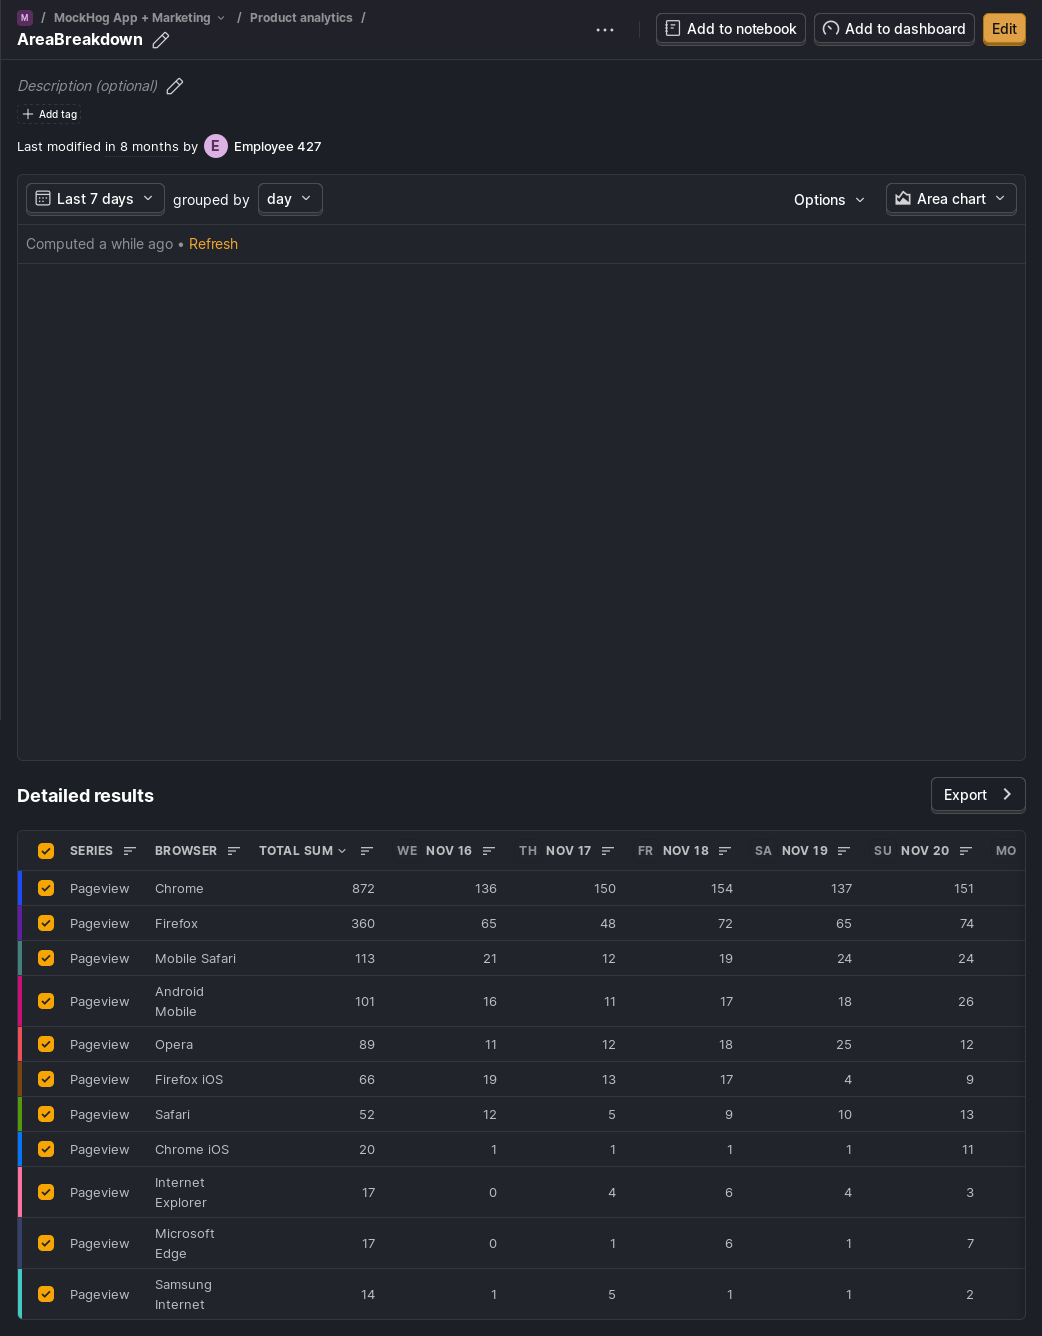 M / MockHog App + Marketing / Product analytics /
AreaBreakdown
Add to notebook
Add to dashboard
Edit
Description (optional)
Add tag
Last modified in 8 months by E Employee 427
Last 7 days grouped by day
Options
Area chart
Computed a while ago • Refresh
Detailed results
Export
SERIES BROWSER TOTAL SUM WE NOV 16 TH NOV 17 FR NOV 18 SA NOV 19 SU NOV 20 MO
Pageview Chrome 872 136 150 154 137 151
Pageview Firefox 360 65 48 72 65 74
Pageview Mobile Safari 113 21 12 19 24 24
Pageview Android Mobile 101 16 11 17 18 26
Pageview Opera 89 11 12 18 25 12
Pageview Firefox iOS 66 19 13 17 4 9
Pageview Safari 52 12 5 9 10 13
Pageview Chrome iOS 20 1 1 1 1 11
Pageview Internet Explorer 17 0 4 6 4 3
Pageview Microsoft Edge 17 0 1 6 1 7
Pageview Samsung Internet 14 1 5 1 1 2